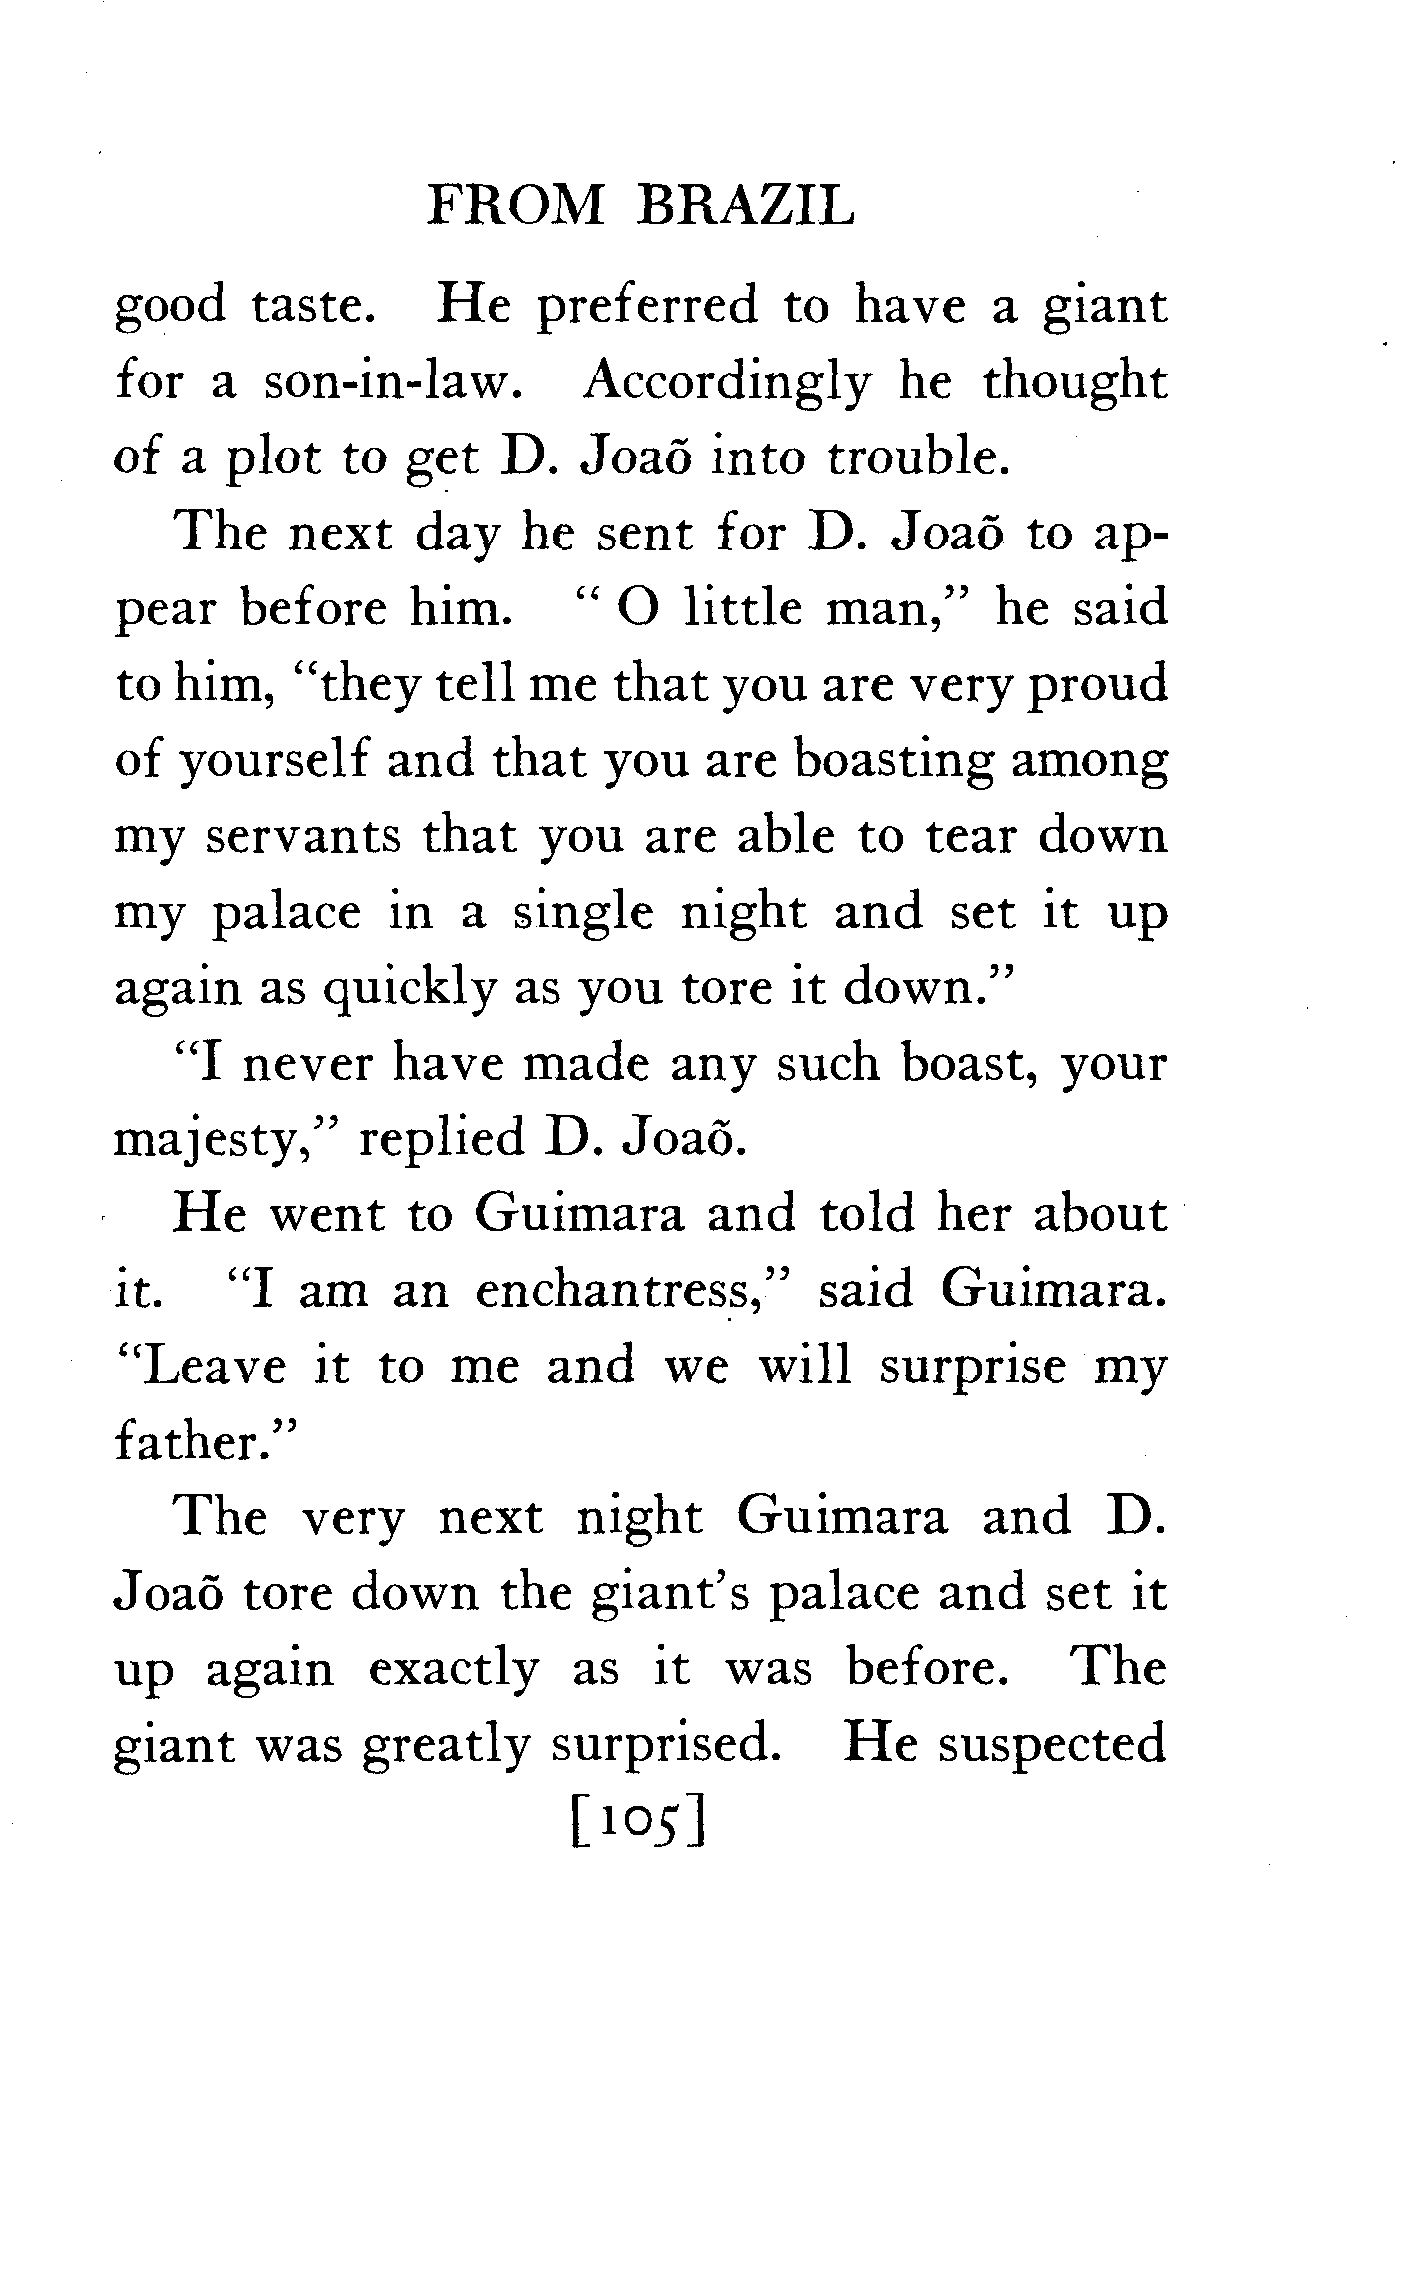 FROM BRAZIL
good taste. He preferred to have a giant
for a son-in-law. Accordingly he thought
of a plot to get D. Joaõ into trouble.
The next day he sent for D. Joaõ to ap-
pear before him. “ O little man,” he said
to him, “they tell me that you are very proud
of yourself and that you are boasting among
my servants that you are able to tear down
my palace in a single night and set it up
again as quickly as you tore it down.”
“I never have made any such boast, your
majesty,” replied D. Joaõ.
He went to Guimara and told her about
it. “I am an enchantress,” said Guimara.
“Leave it to me and we will surprise my
father.”
The very next night Guimara and D.
Joaõ tore down the giant’s palace and set it
up again exactly as it was before. The
giant was greatly surprised. He suspected
[105]